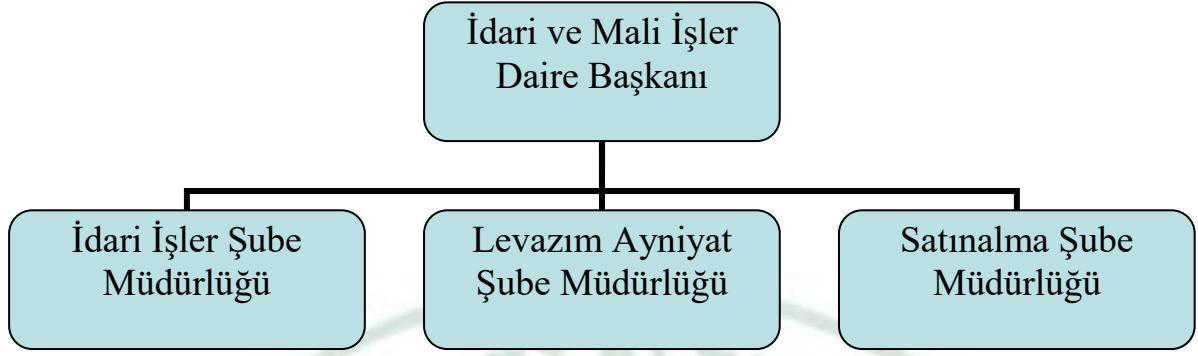 İdari ve Mali İşler
Daire Başkanı
İdari İşler Şube
Müdürlüğü
Levazım Ayniyat
Şube Müdürlüğü
Satınalma Şube
Müdürlüğü